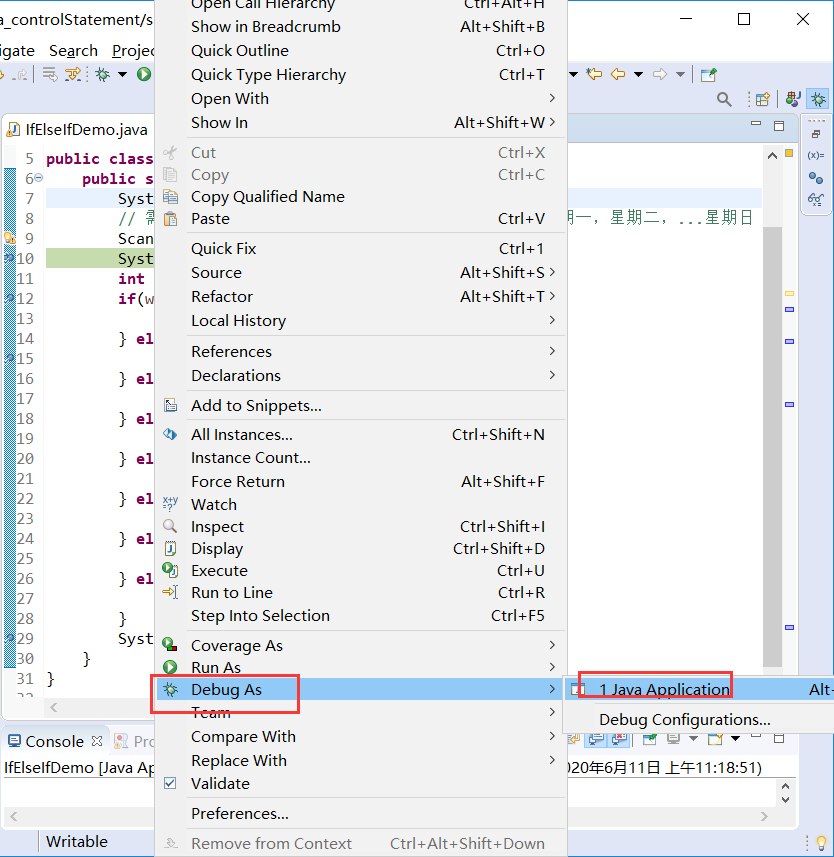 a_controlStatement/s
igate Search Project
IfElseIfDemo.java
5 public class
6 public s
7 Syst
8 //
期一，星期二，...星期日
9 Scan
10 Syst
11 int
12 if(w
13
14 } el
15
16 } el
17
18 } el
19
20 } el
21
22 } el
23
24 } el
25
26 } el
27
28 }
29 Syst
30 }
31 }
Open Call Hierarchy Ctrl+Alt+H
Show in Breadcrumb Alt+Shift+B
Quick Outline Ctrl+O
Quick Type Hierarchy Ctrl+T
Open With >
Show In Alt+Shift+W >
Cut Ctrl+X
Copy Ctrl+C
Copy Qualified Name
Paste Ctrl+V
Quick Fix Ctrl+1
Source Alt+Shift+S >
Refactor Alt+Shift+T >
Local History >
References >
Declarations >
Add to Snippets...
All Instances... Ctrl+Shift+N
Instance Count...
Force Return Alt+Shift+F
Watch
Inspect Ctrl+Shift+I
Display Ctrl+Shift+D
Execute Ctrl+U
Run to Line Ctrl+R
Step Into Selection Ctrl+F5
Coverage As >
Run As >
Debug As >
1 Java Application Alt+
Debug Configurations...
Team >
Compare With >
Replace With >
Validate
Preferences...
Remove from Context Ctrl+Alt+Shift+Down
Console Pro
IfElseIfDemo [Java Ap
020年6月11日 上午11:18:51)
Writable